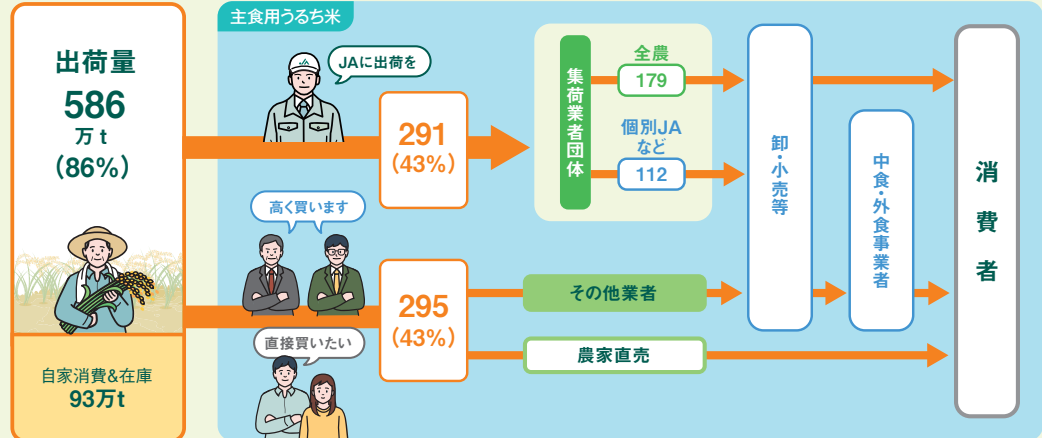 主食用うるち米
出荷量
586
万t
(86%)
自家消費&在庫
93万t
JAに出荷を
291
(43%)
集荷業者団体
全農
179
個別JA
など
112
高く買います
直接買いたい
295
(43%)
その他業者
農家直売
卸・小売等
中食・外食事業者
消費者